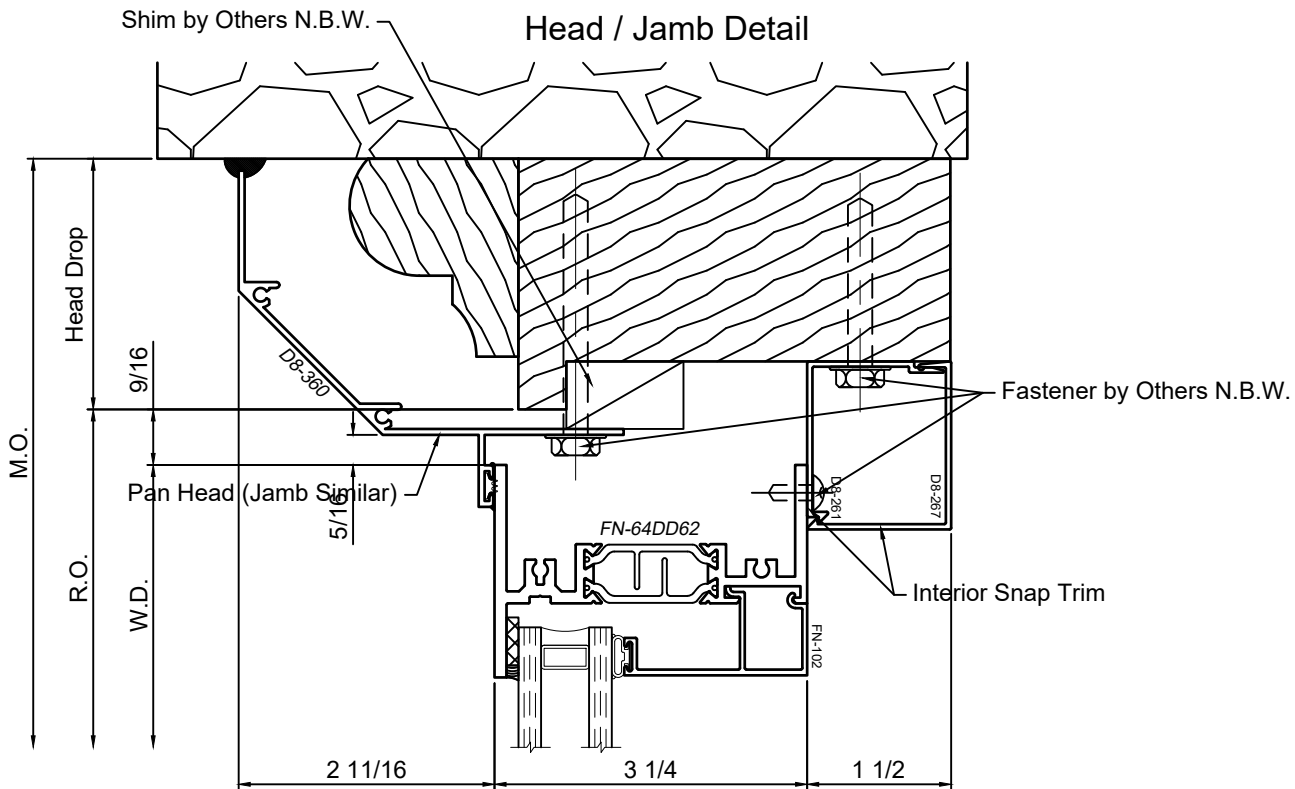 Shim by Others N.B.W.
Head / Jamb Detail
Head Drop
9/16
D8-360
Fastener by Others N.B.W.
M.O.
Pan Head (Jamb Similar)
5/16
D8-261
D8-267
FN-64DD62
R.O.
W.D.
Interior Snap Trim
FN-102
2 11/16
3 1/4
1 1/2